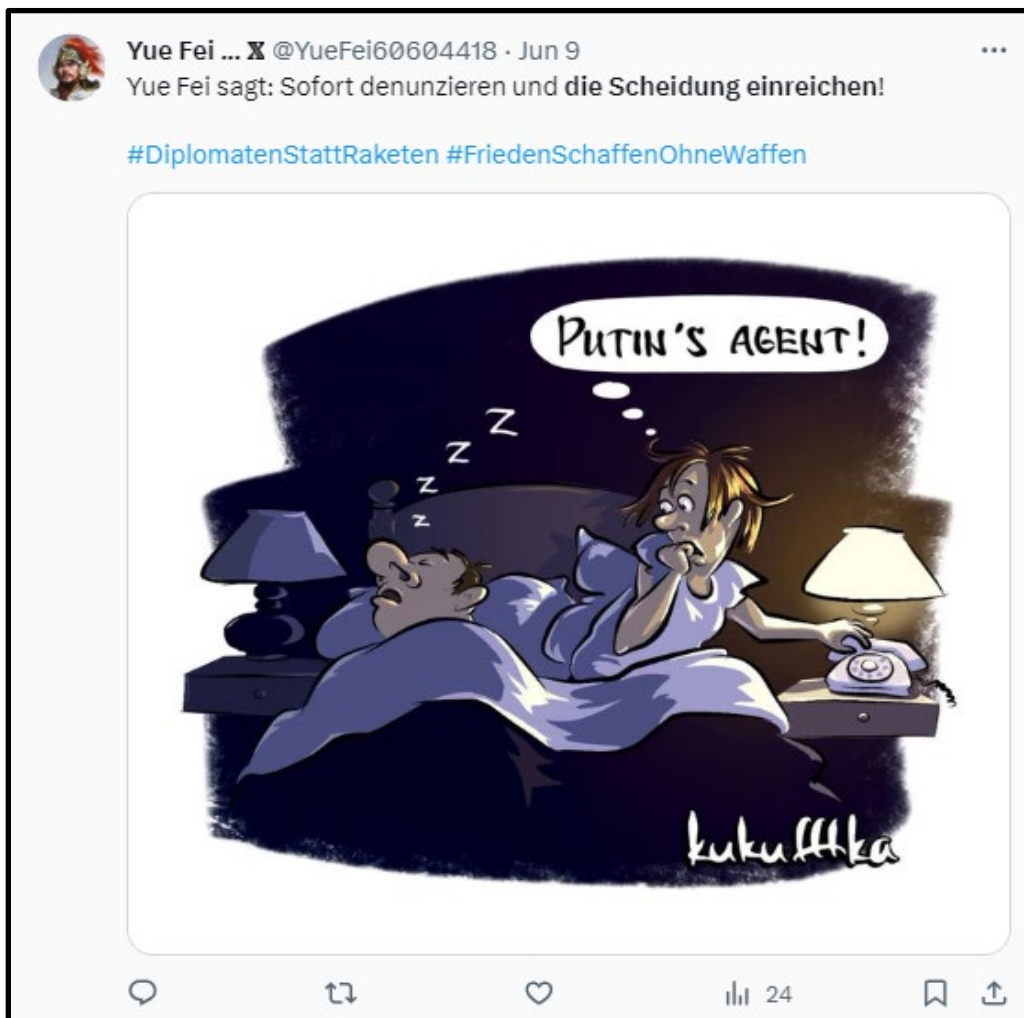 Yue Fei ... 𝕏 @YueFei60604418 · Jun 9
Yue Fei sagt: Sofort denunzieren und die Scheidung einreichen!
#DiplomatenStattRaketen #FriedenSchaffenOhneWaffen
PUTIN'S AGENT!
Z
Z
Z
Z
kukufffka
24